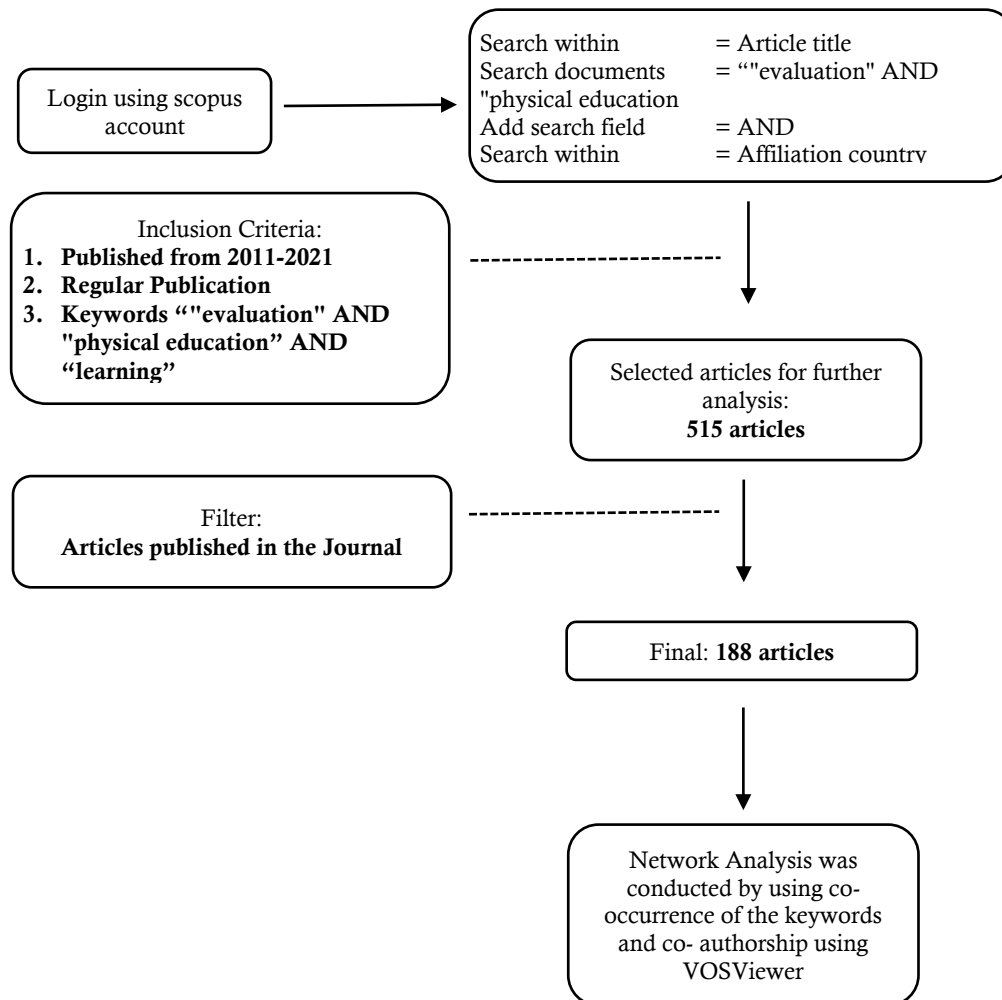 Login using scopus
account
Search within = Article title
Search documents = “"evaluation" AND
"physical education
Add search field = AND
Search within = Affiliation country
Inclusion Criteria:
1. Published from 2011-2021
2. Regular Publication
3. Keywords “"evaluation" AND
"physical education” AND
“learning”
Selected articles for further
analysis:
515 articles
Filter:
Articles published in the Journal
Final: 188 articles
Network Analysis was
conducted by using co-
occurrence of the keywords
and co- authorship using
VOSViewer